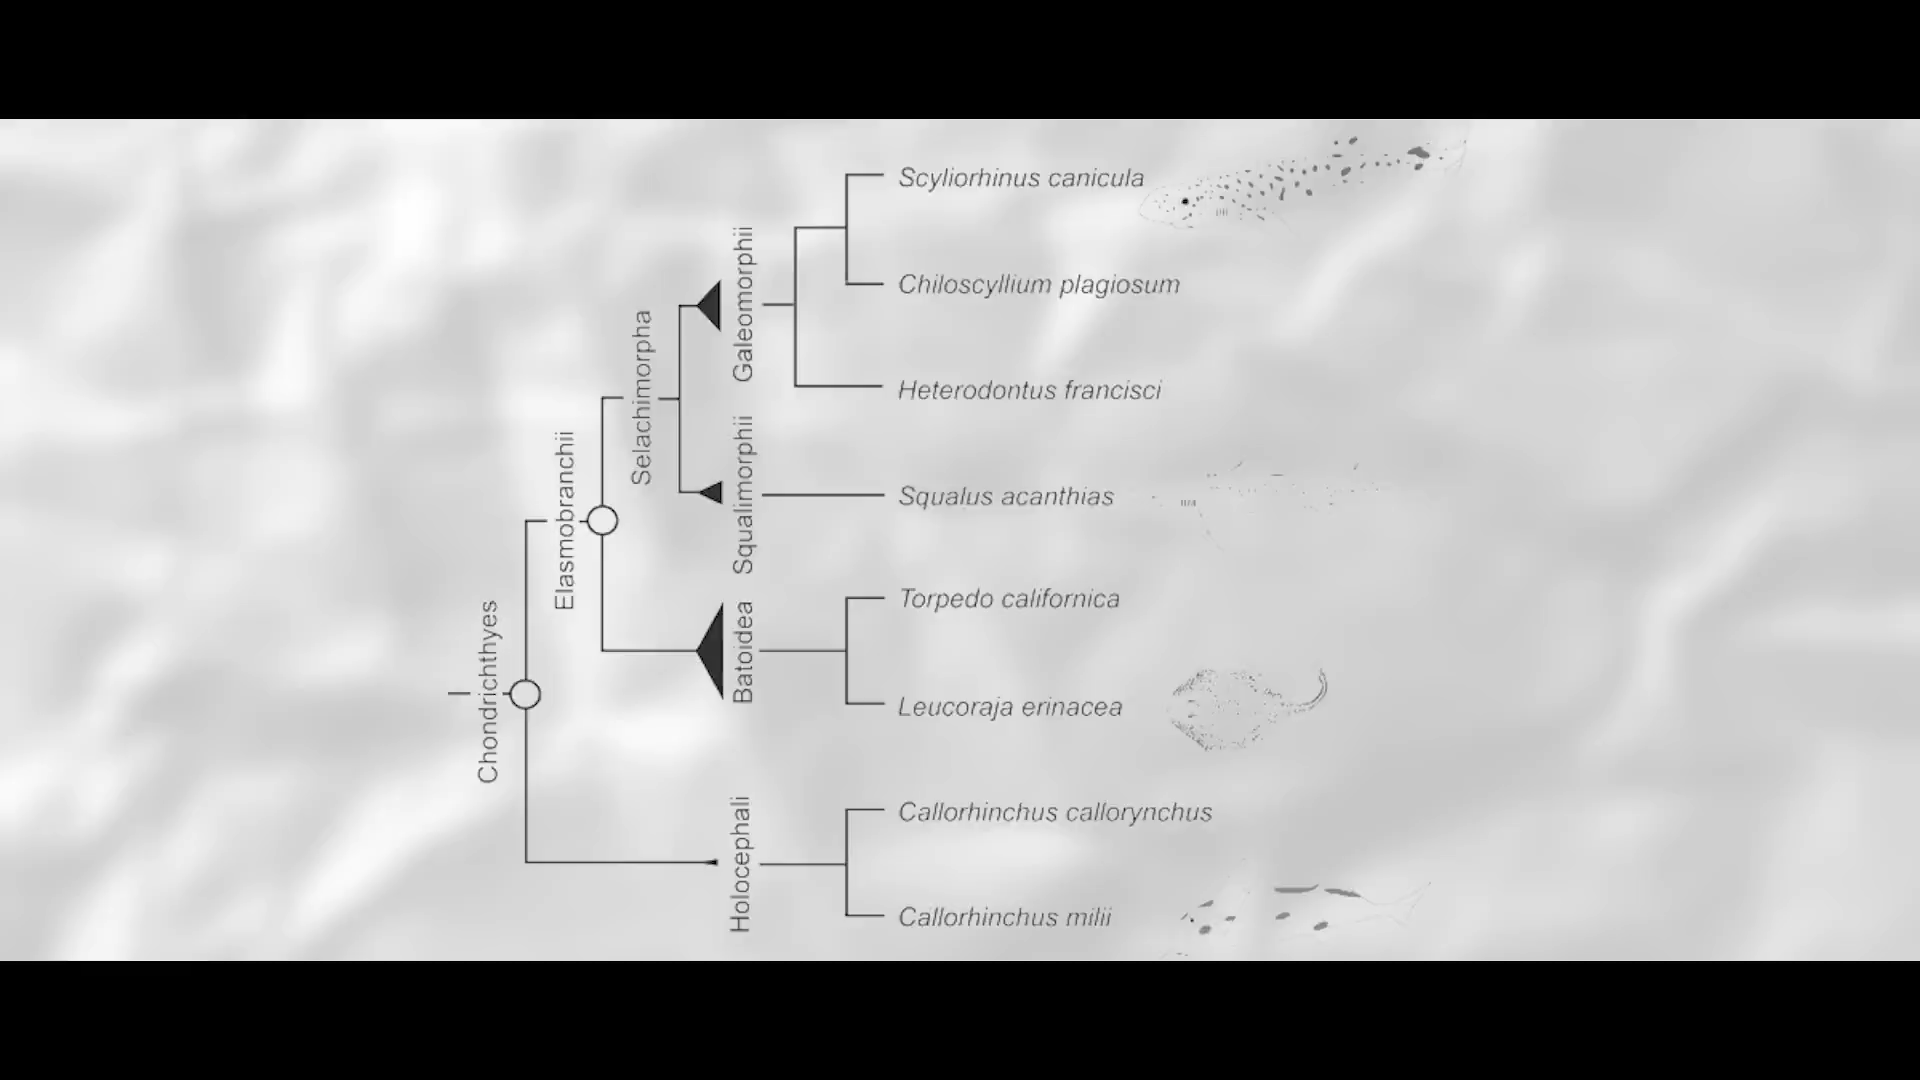 Scyliorhinus canicula
Chiloscyllium plagiosum
Heterodontus francisci
Squalus acanthias
Torpedo californica
Leucoraja erinacea
Callorhinchus callorynchus
Callorhinchus milii
Galeomorphii
Squalimorphii
Batoidea
Holocephali
Selachimorpha
Elasmobranchii
Chondrichthyes